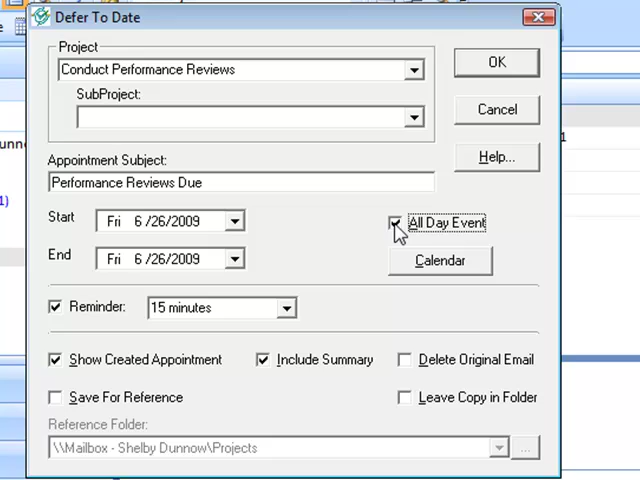 Defer To Date
Project
Conduct Performance Reviews
OK
SubProject:
Cancel
Appointment Subject:
Help...
Performance Reviews Due
Start
Fri 6 /26/2009
All Day Event
End
Fri 6 /26/2009
Calendar
Reminder:
15 minutes
Show Created Appointment
Include Summary
Delete Original Email
Save For Reference
Leave Copy in Folder
Reference Folder:
\\Mailbox - Shelby Dunnow\Projects
...